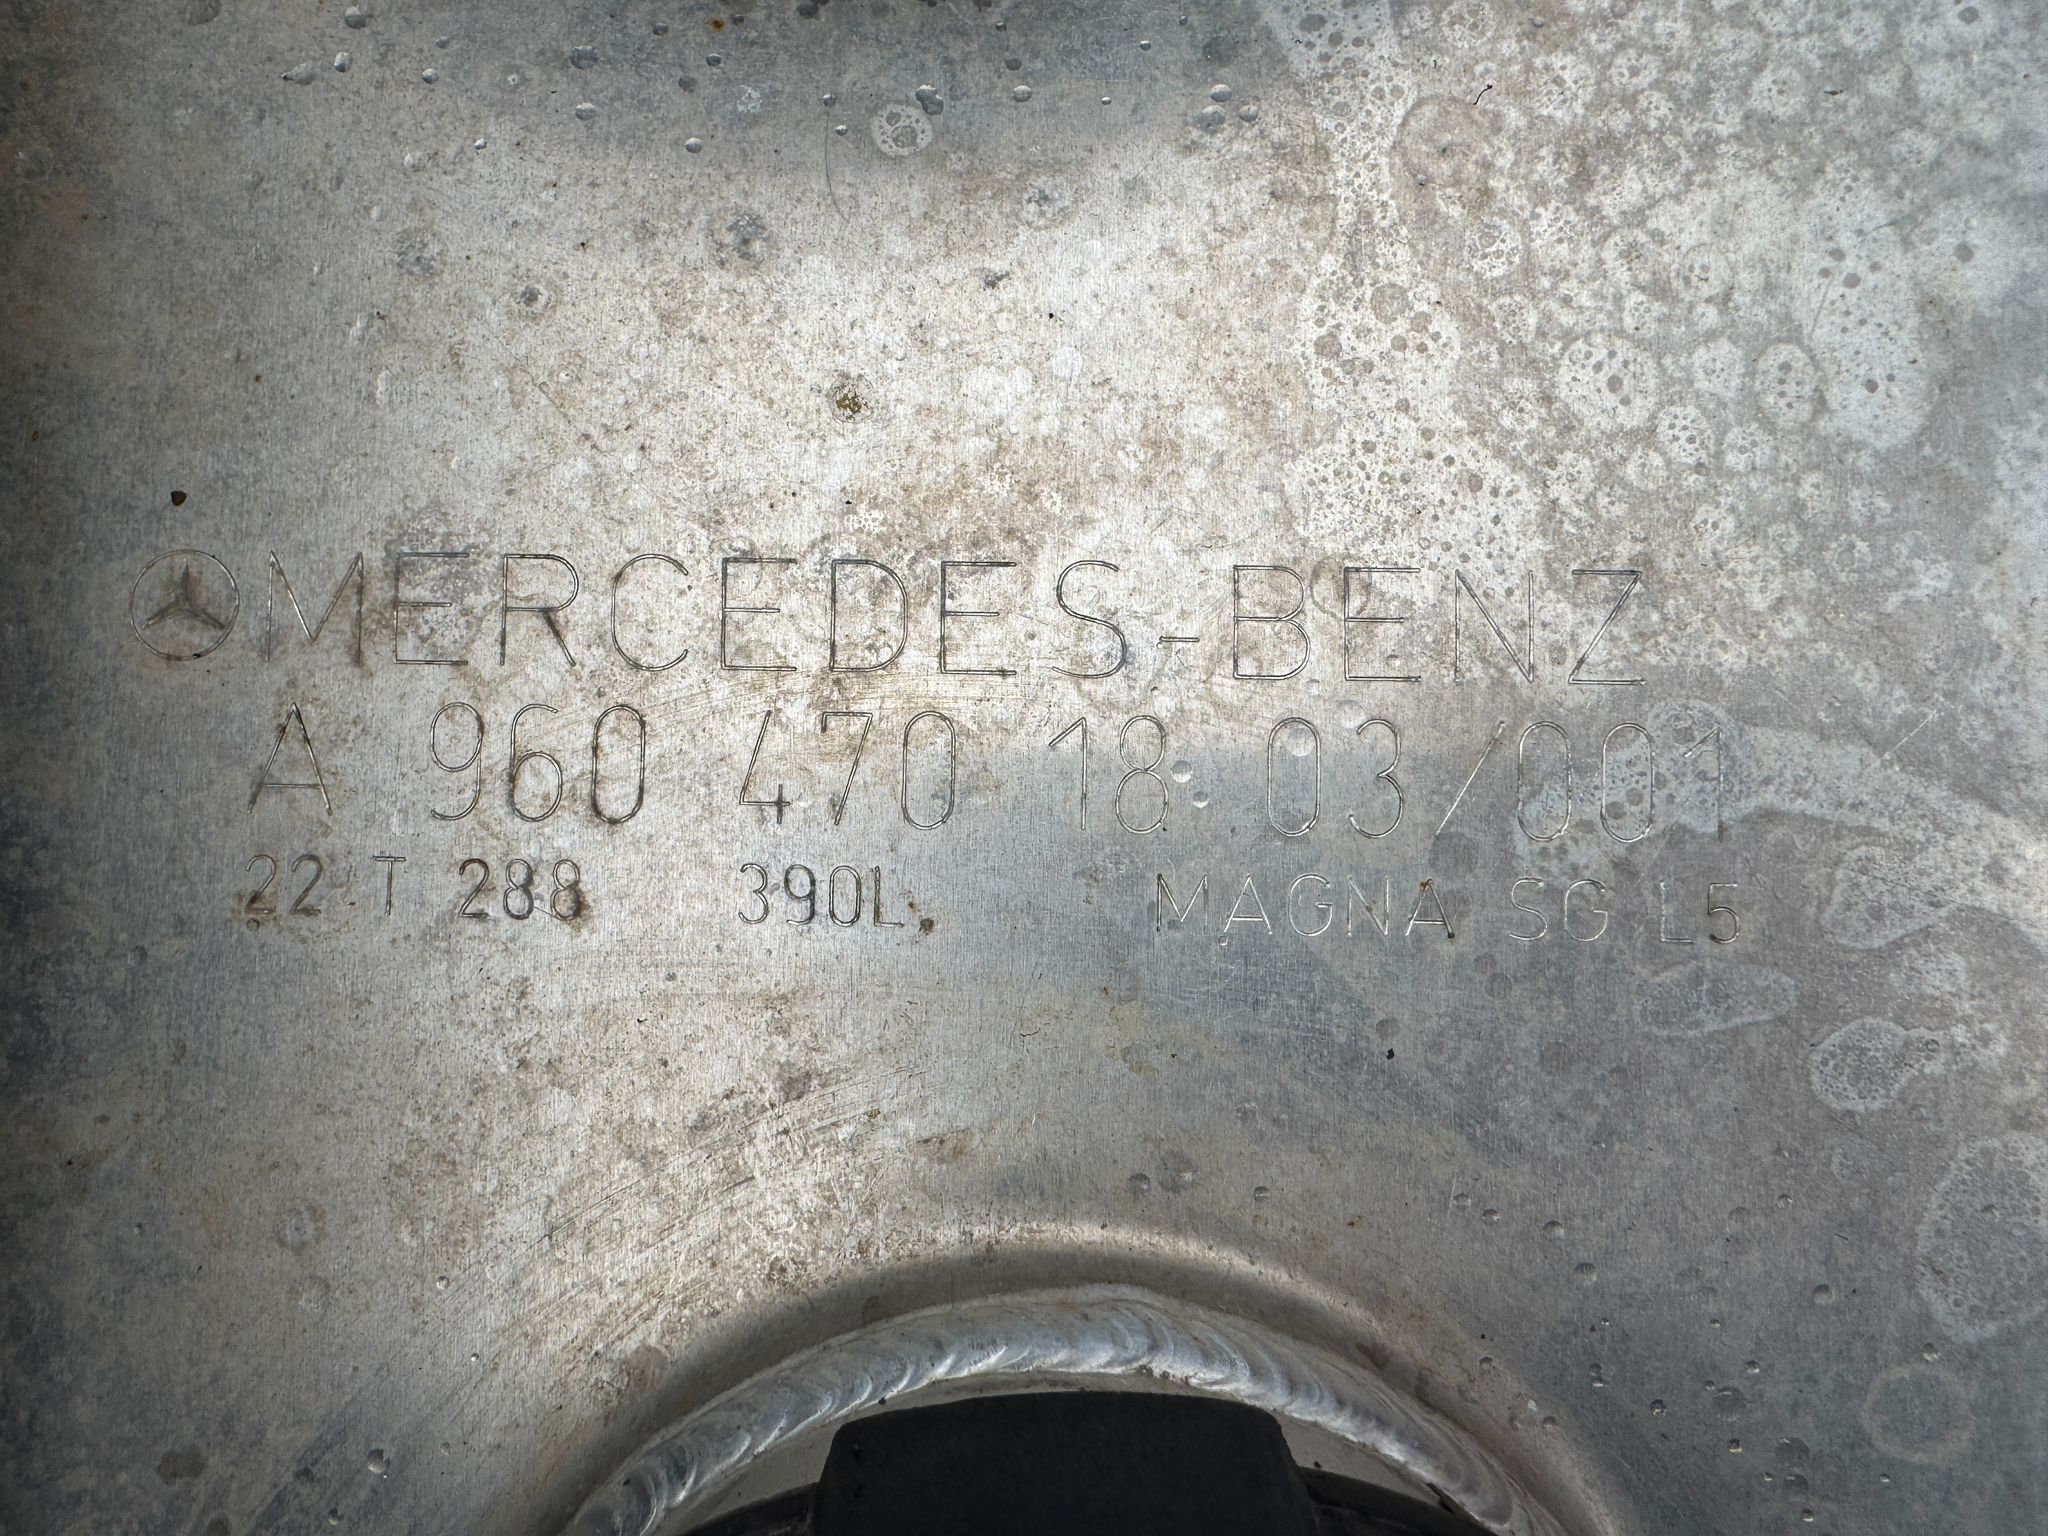 MERCEDES-BENZ
A 960 470 18 03/001
22 T 288 390L MAGNA SG L5